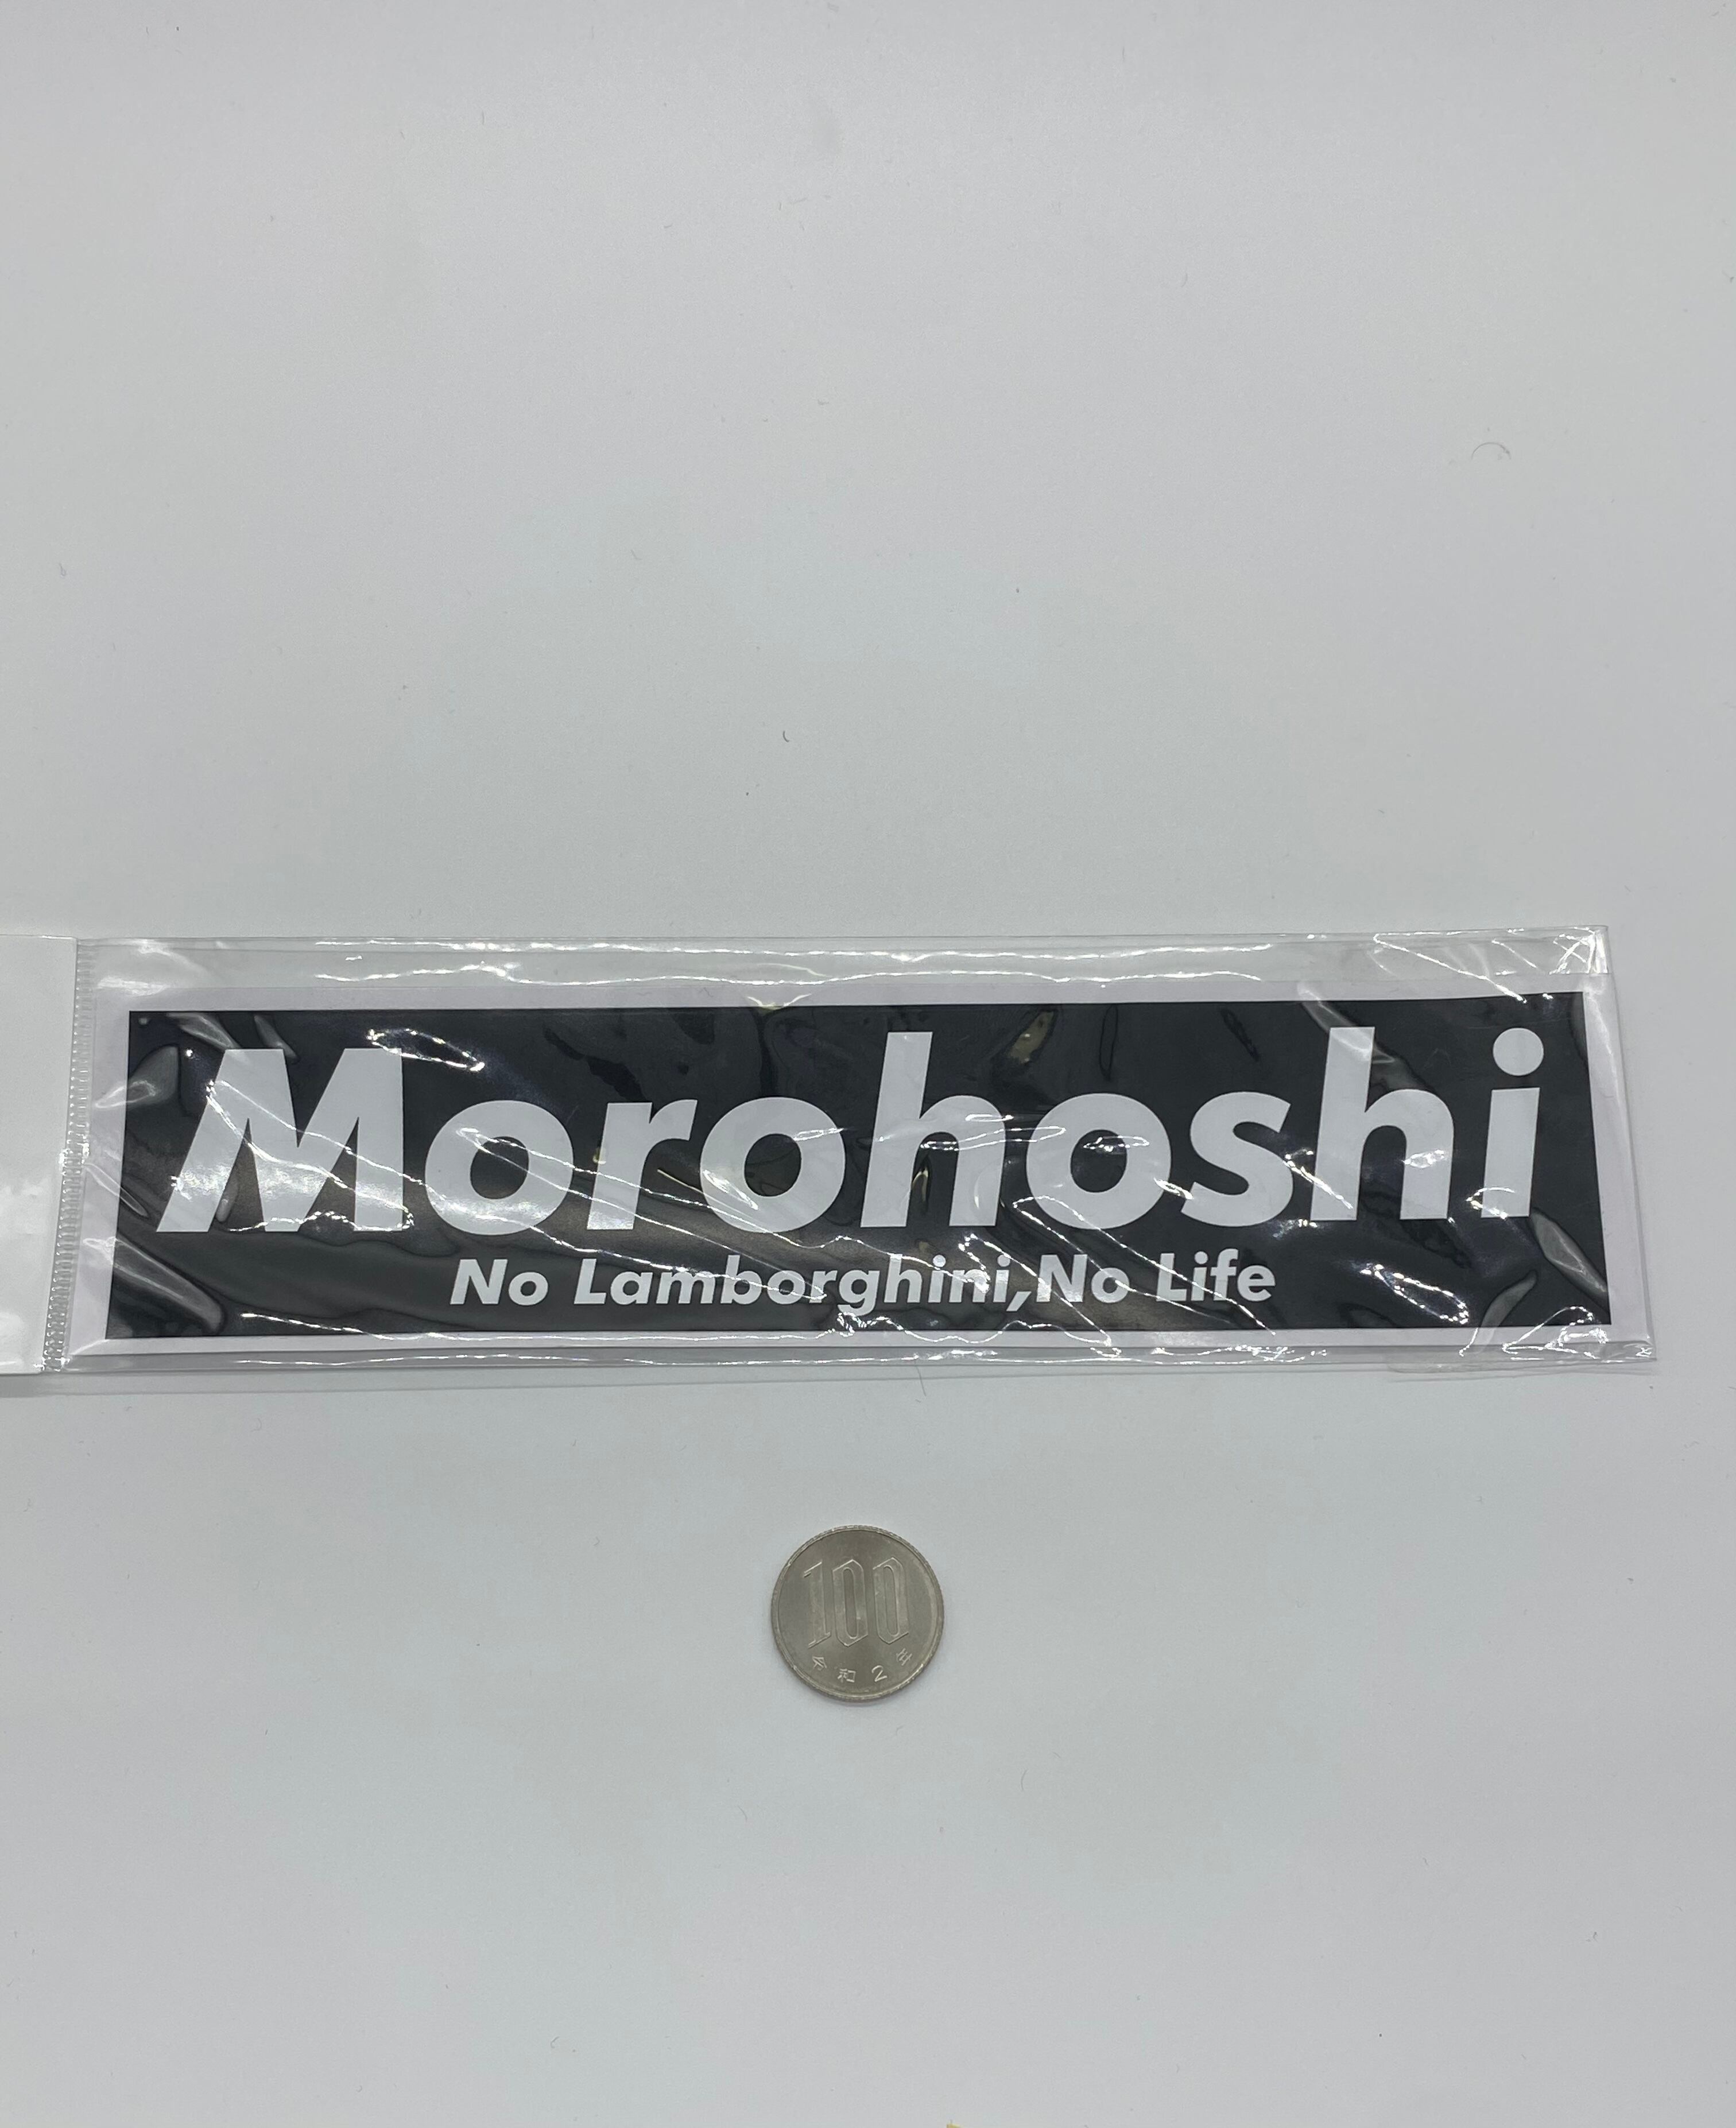 Morohoshi
No Lamborghini,No Life
100
令和2年